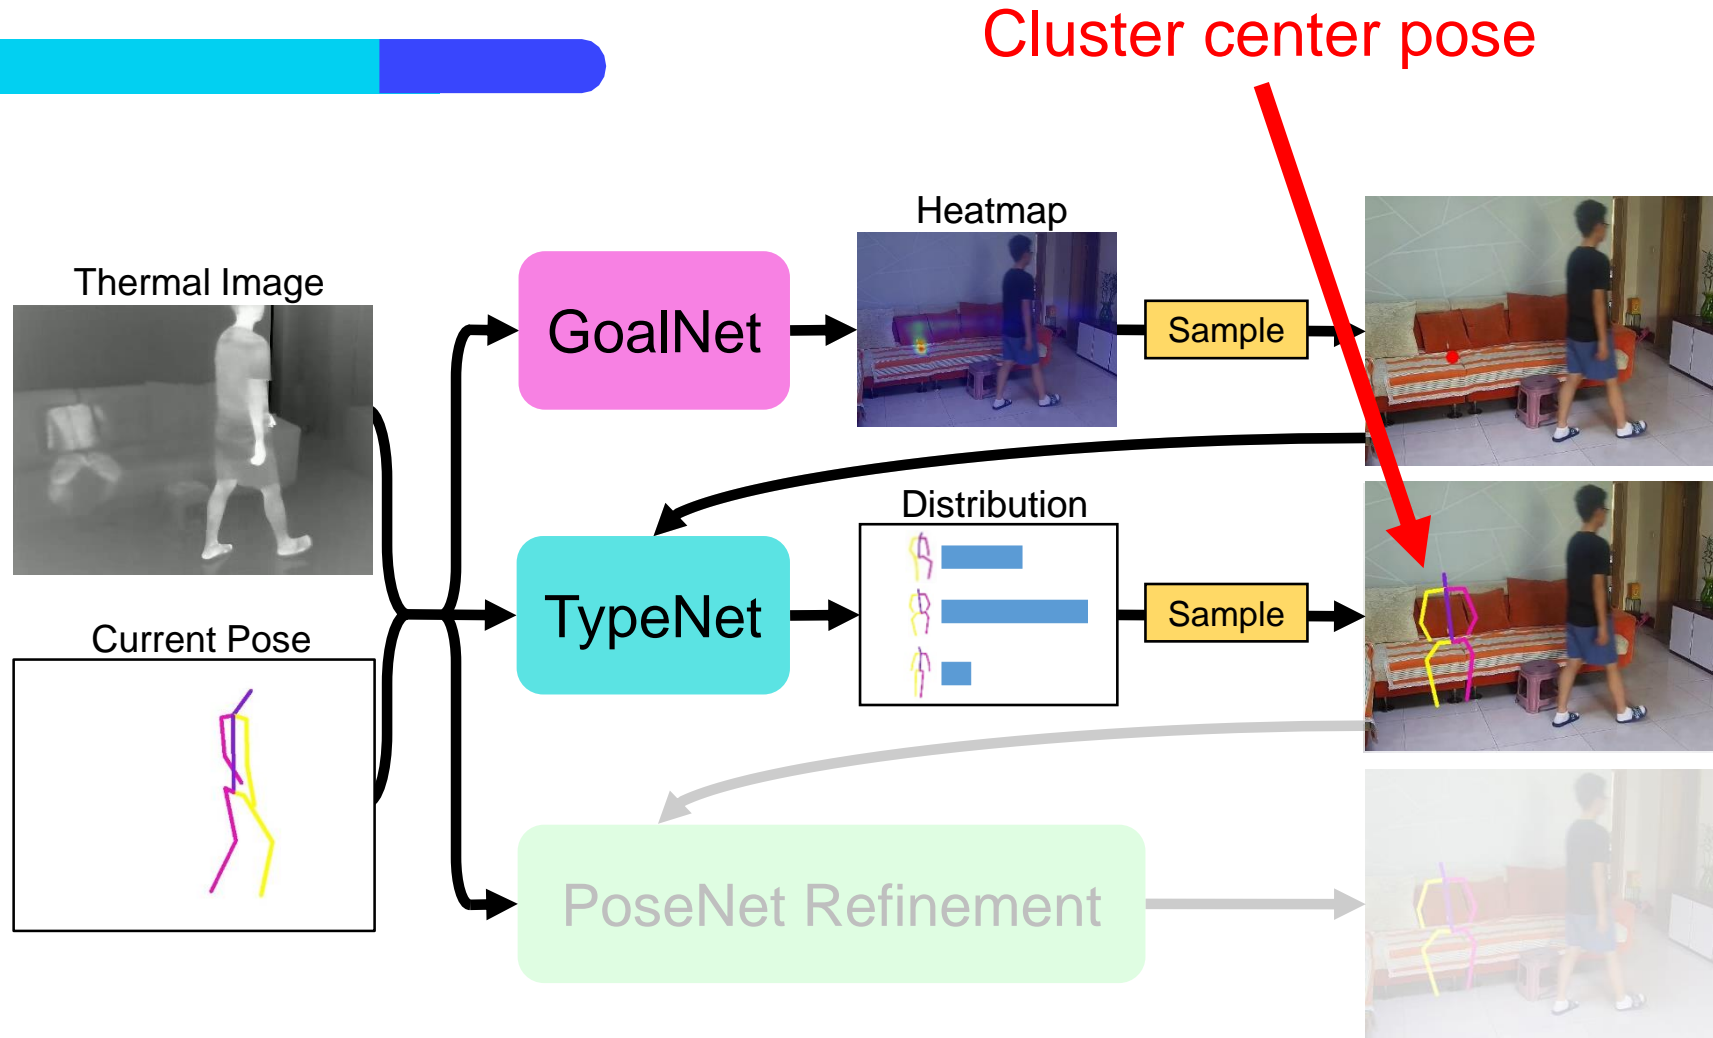 Cluster center pose
Heatmap
Thermal Image
GoalNet
Sample
Distribution
TypeNet
Sample
Current Pose
PoseNet Refinement